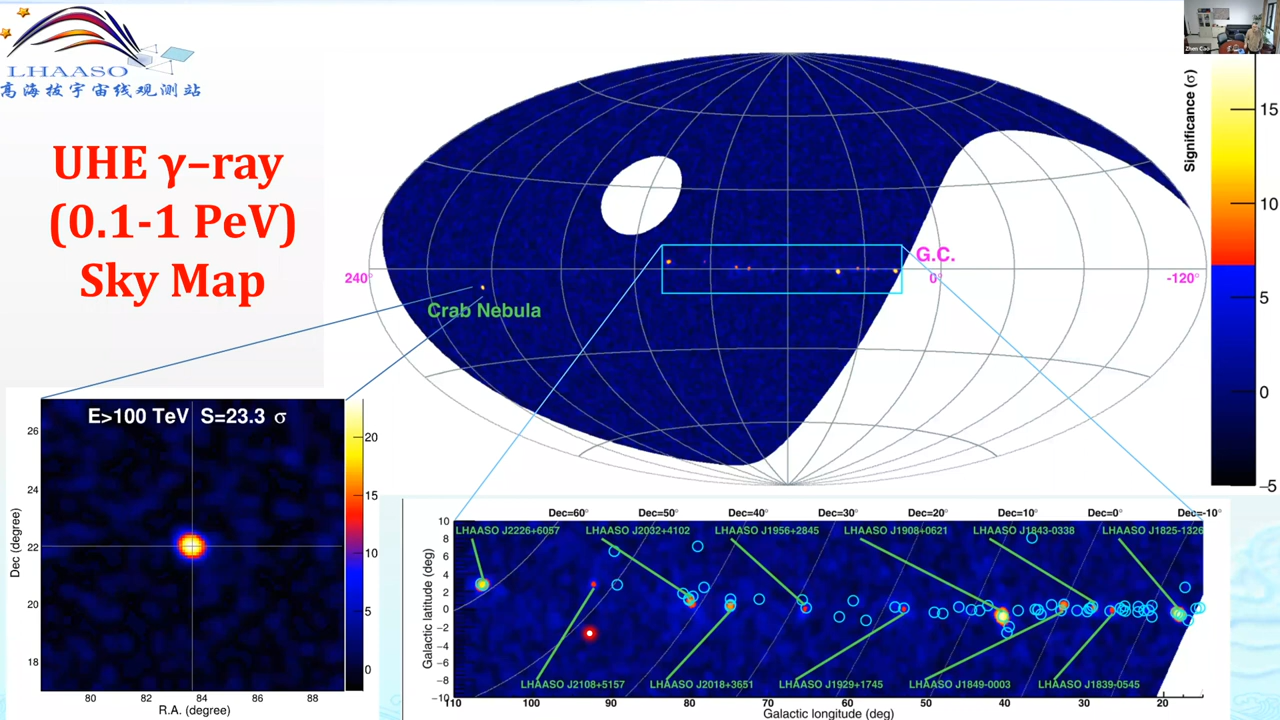 LHAASO
高海拔宇宙线观测站
UHE γ–ray
(0.1-1 PeV)
Sky Map
Zhen Cao
Significance (σ)
15
10
5
0
−5
240°
G.C.
0°
-120°
Crab Nebula
E>100 TeV S=23.3 σ
26
24
22
20
18
Dec (degree)
80 82 84 86 88
R.A. (degree)
20
15
10
5
0
Dec=60° Dec=50° Dec=40° Dec=30° Dec=20° Dec=10° Dec=0° Dec=-10°
LHAASO J2226+6057 LHAASO J2032+4102 LHAASO J1956+2845 LHAASO J1908+0621 LHAASO J1843-0338 LHAASO J1825-1326
Galactic latitude (deg)
10
8
6
4
2
0
−2
−4
−6
−8
−10
LHAASO J2108+5157 LHAASO J2018+3651 LHAASO J1929+1745 LHAASO J1849-0003 LHAASO J1839-0545
110 100 90 80 70 60 50 40 30 20
Galactic longitude (deg)